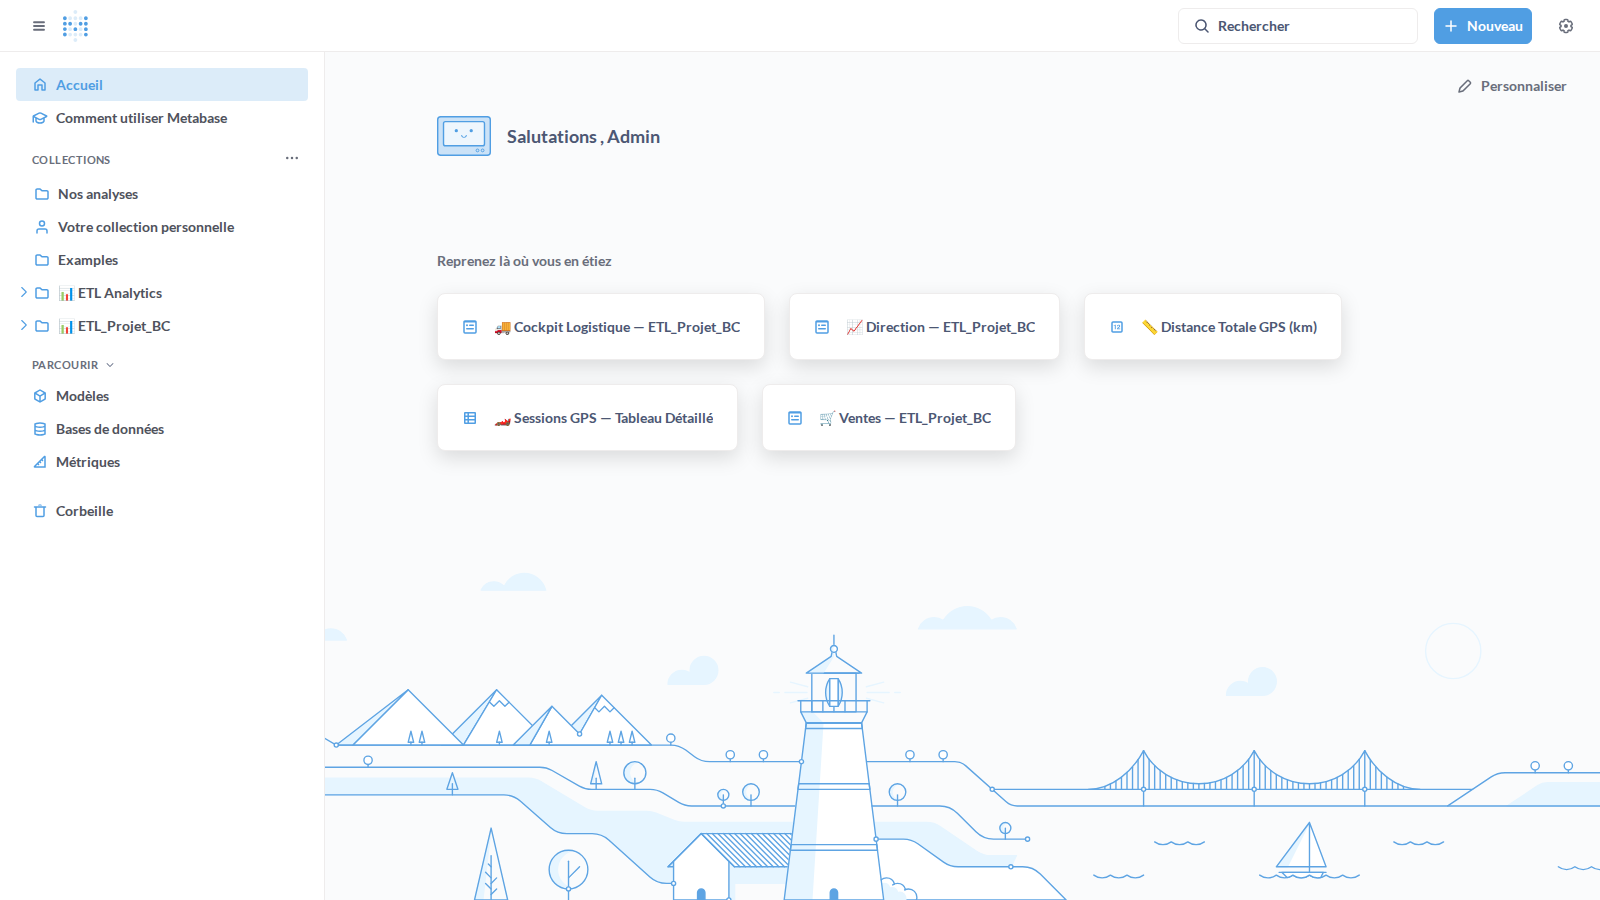 Rechercher
Nouveau
Accueil
Comment utiliser Metabase
COLLECTIONS
Nos analyses
Votre collection personnelle
Examples
📊 ETL Analytics
📊 ETL_Projet_BC
PARCOURIR
Modèles
Bases de données
Métriques
Corbeille
Personnaliser
Salutations , Admin
Reprenez là où vous en étiez
🚚 Cockpit Logistique — ETL_Projet_BC
📈 Direction — ETL_Projet_BC
12
📏 Distance Totale GPS (km)
🏎️ Sessions GPS — Tableau Détaillé
🛒 Ventes — ETL_Projet_BC